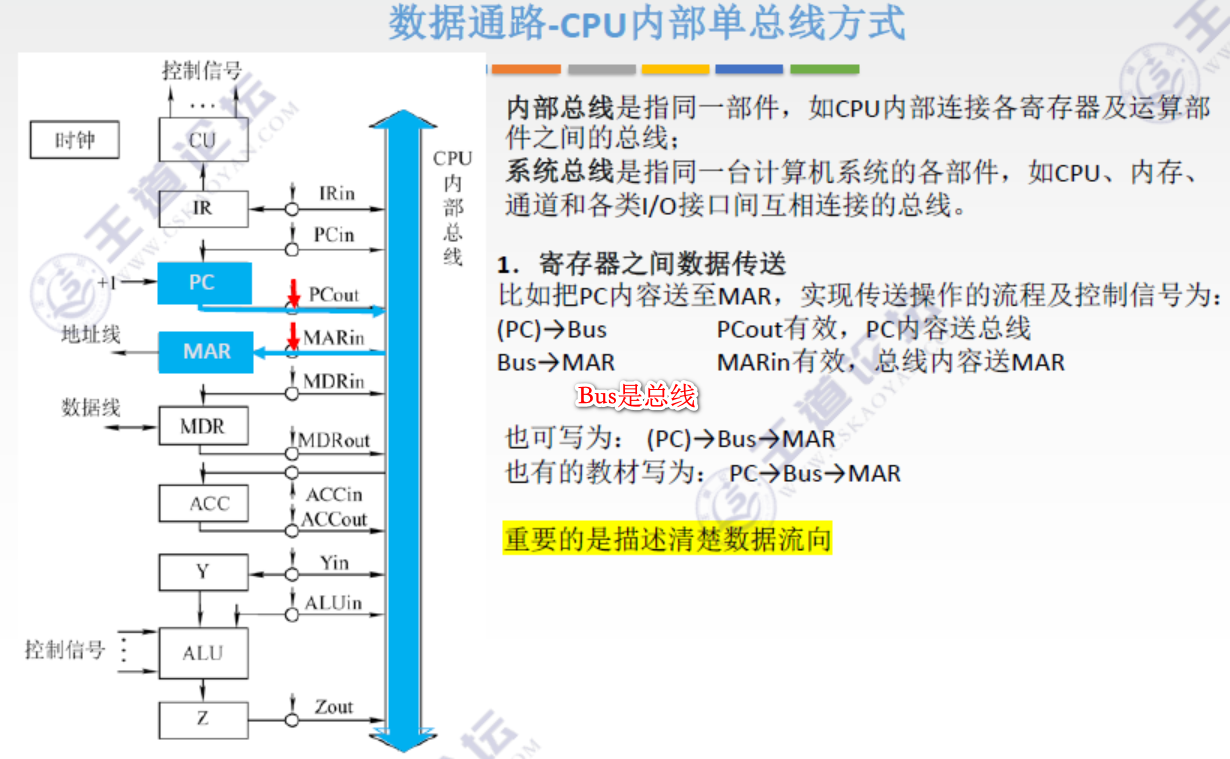 数据通路-CPU内部单总线方式
控制信号
...
时钟
CU
IR
IRin
PCin
+1
PC
PCout
地址线
MAR
MARin
MDRin
数据线
MDR
MDRout
ACC
ACCin
ACCout
Y
Yin
ALUin
控制信号
ALU
Z
Zout
CPU
内
部
总
线
内部总线是指同一部件，如CPU内部连接各寄存器及运算部
件之间的总线；
系统总线是指同一台计算机系统的各部件，如CPU、内存、
通道和各类I/O接口间互相连接的总线。
1．寄存器之间数据传送
比如把PC内容送至MAR，实现传送操作的流程及控制信号为：
(PC)→Bus PCout有效，PC内容送总线
Bus→MAR MARin有效，总线内容送MAR
Bus是总线
也可写为： (PC)→Bus→MAR
也有的教材写为： PC→Bus→MAR
重要的是描述清楚数据流向
王道论坛
WWW.CSKAOYAN.COM